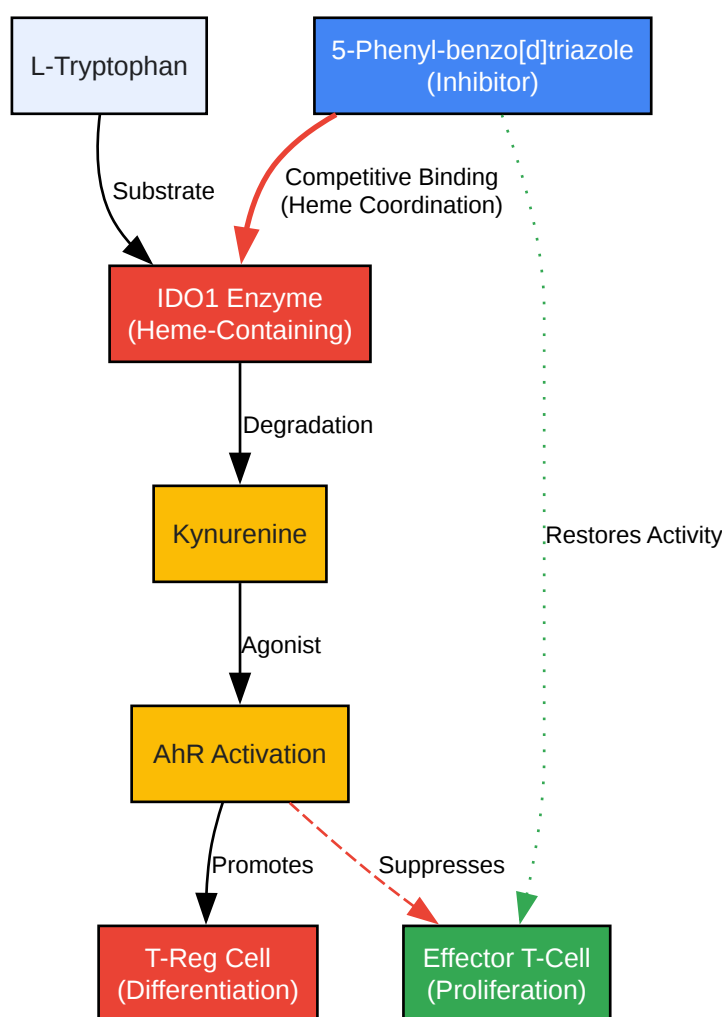 L-Tryptophan
5-Phenyl-benzo[d]triazole
(Inhibitor)
Substrate
Competitive Binding
(Heme Coordination)
IDO1 Enzyme
(Heme-Containing)
Degradation
Kynurenine
Restores Activity
Agonist
AhR Activation
Promotes
Suppresses
T-Reg Cell
(Differentiation)
Effector T-Cell
(Proliferation)